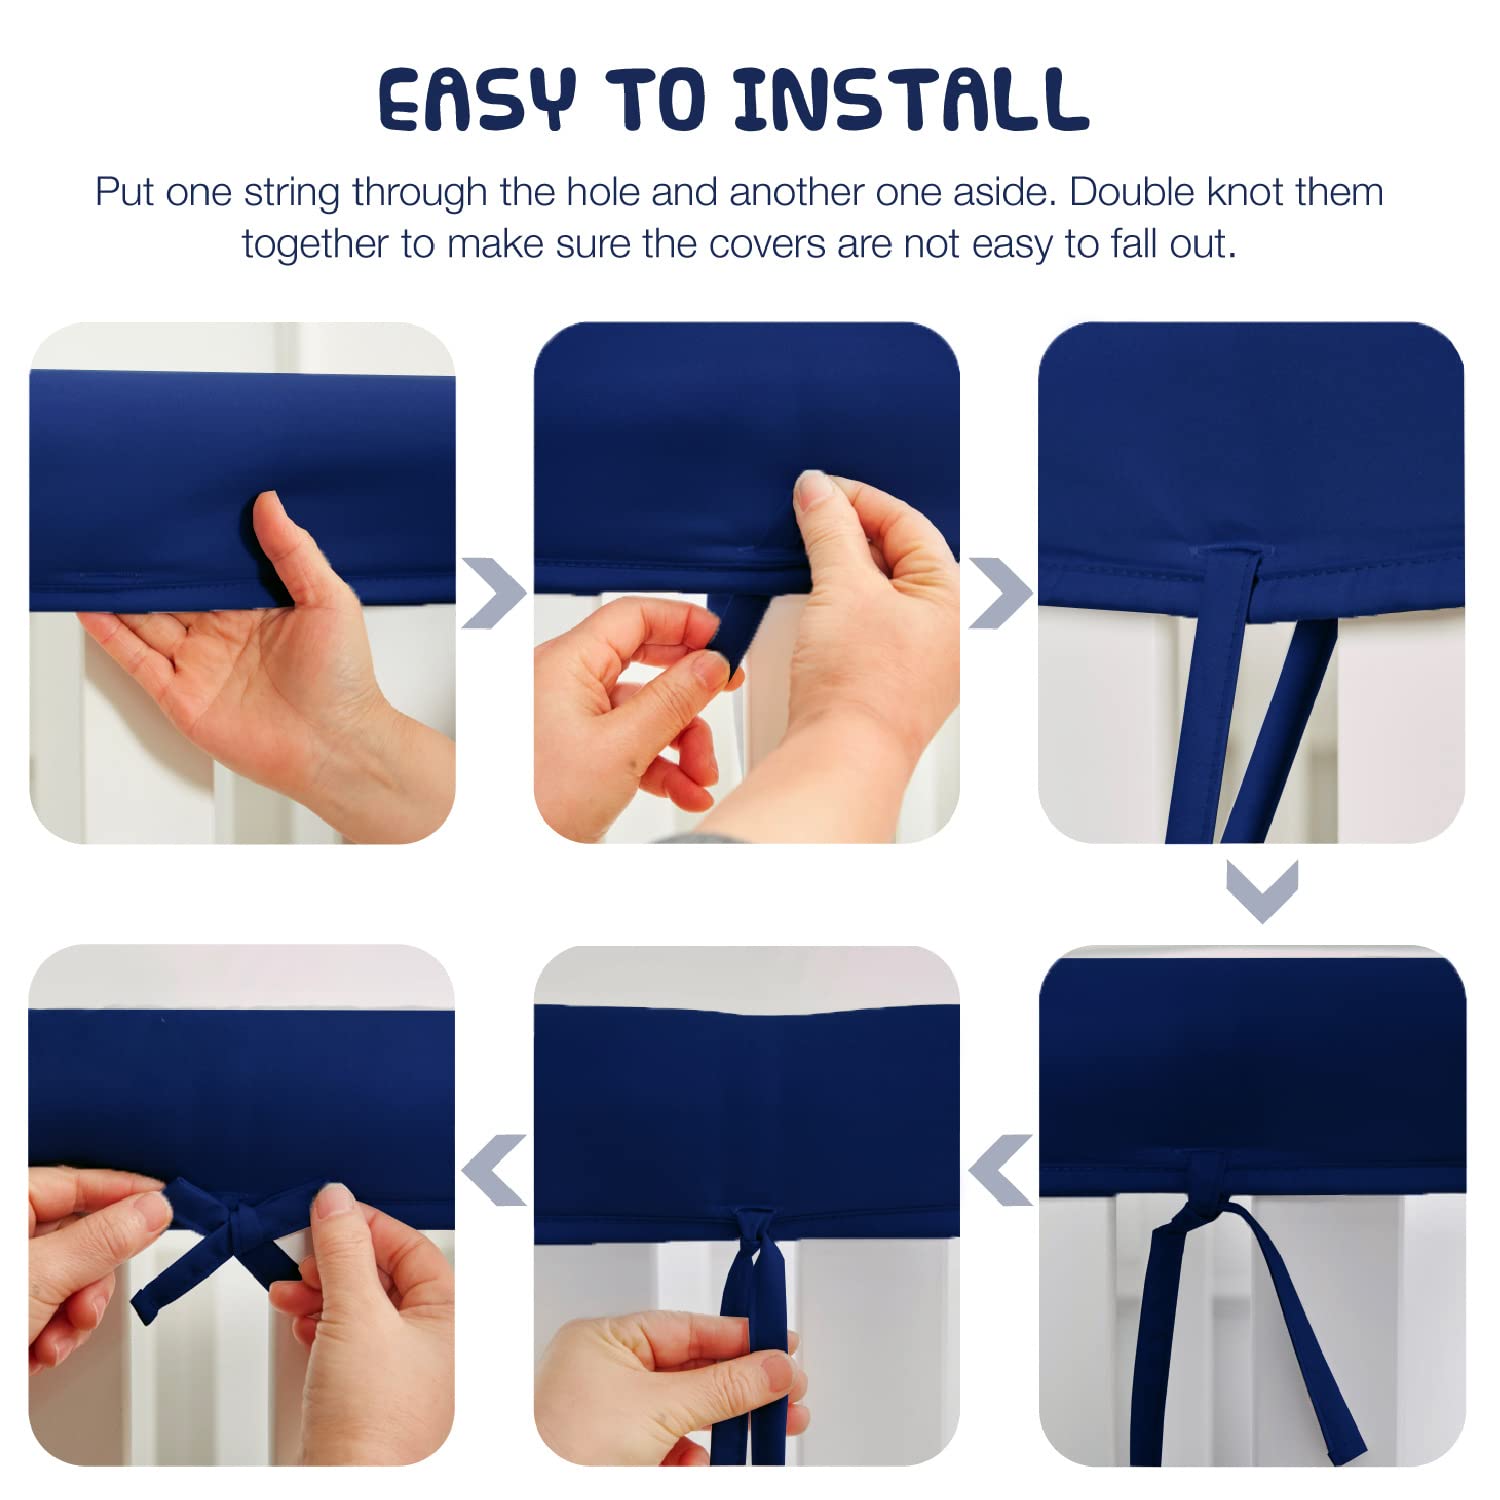 EASY TO INSTALL
Put one string through the hole and another one aside. Double knot them
together to make sure the covers are not easy to fall out.